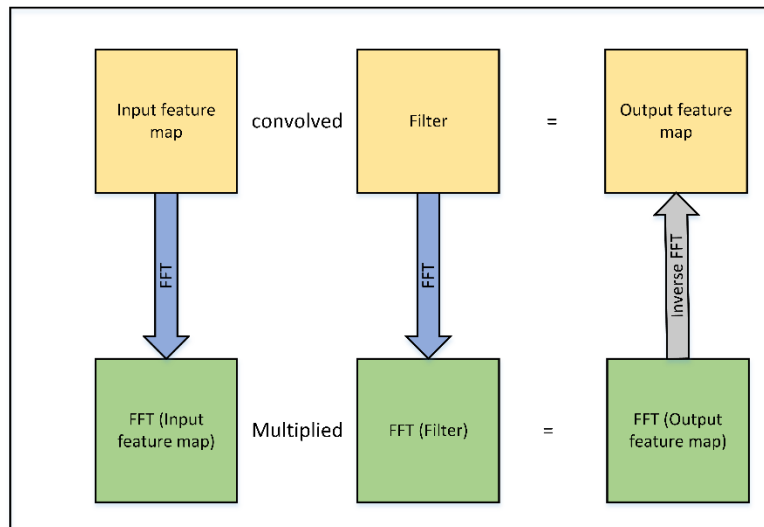 Input feature
map
convolved
Filter
=
Output feature
map
FFT
FFT
Inverse FFT
FFT (Input
feature map)
Multiplied
FFT (Filter)
=
FFT (Output
feature map)